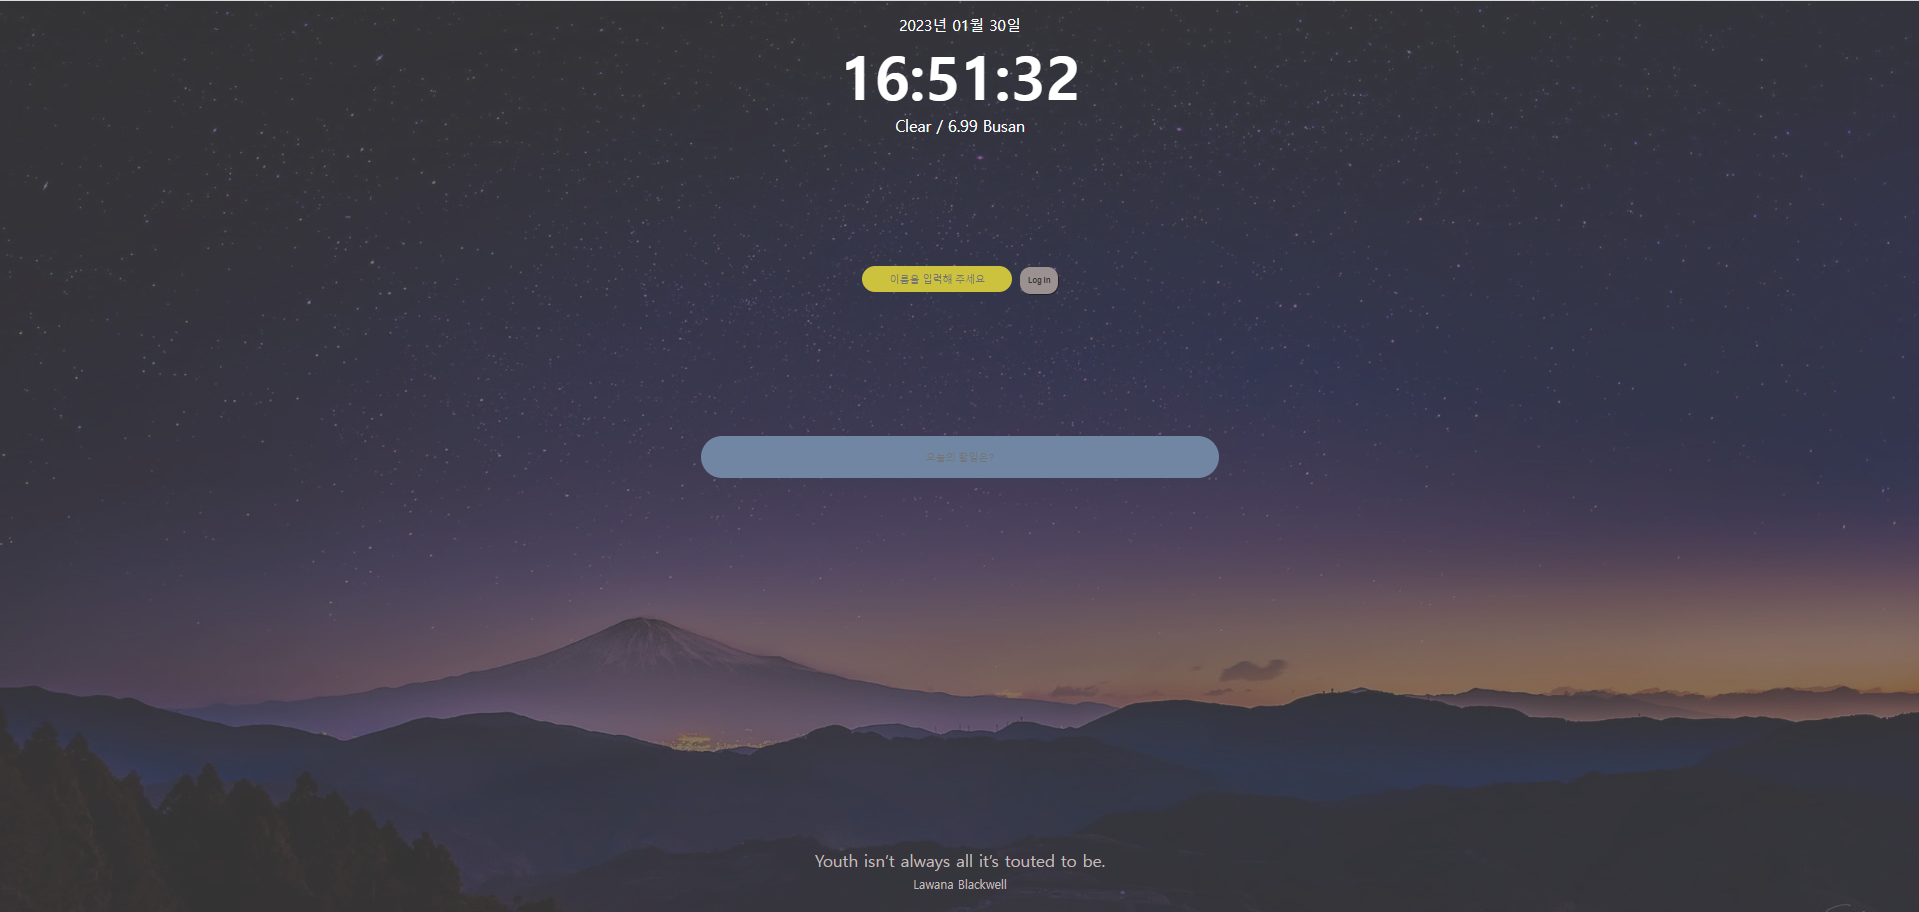 2023년 01월 30일
16:51:32
Clear / 6.99 Busan
이름을 입력해 주세요
Log In
오늘의 할일은?
Youth isn't always all it's touted to be.
Lawana Blackwell